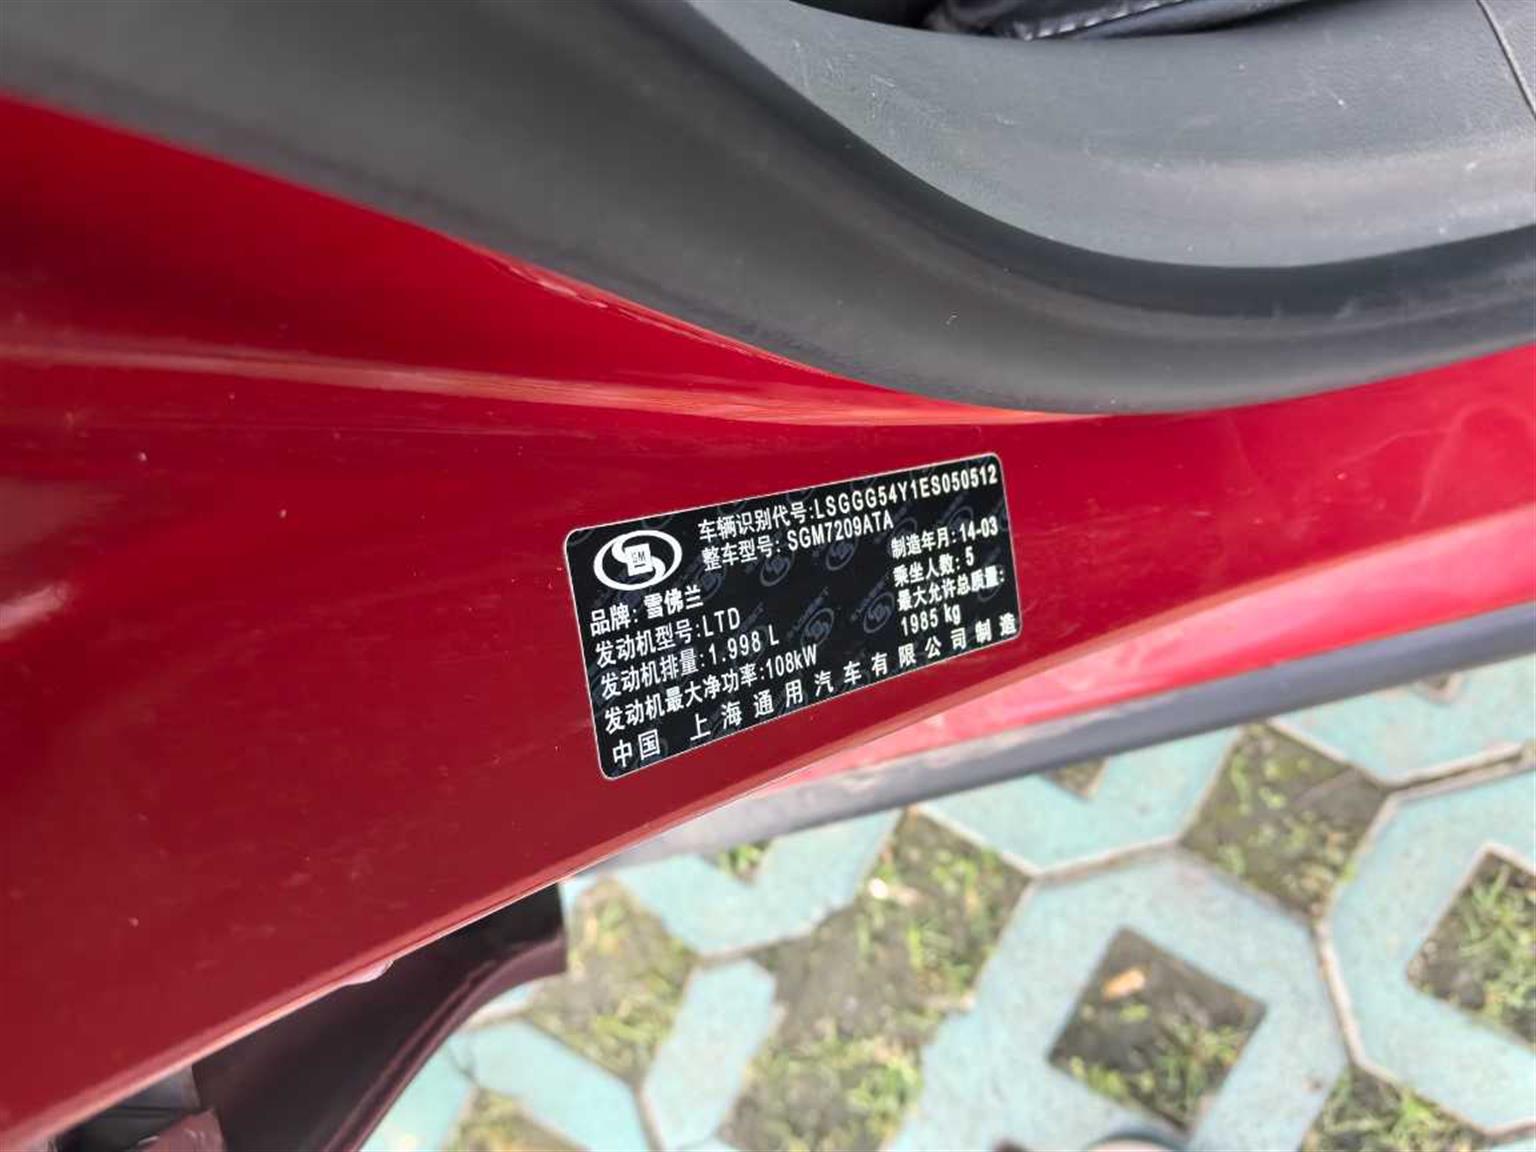 车辆识别代号:LSGGG54Y1ES050512
整车型号: SGM7209ATA
GM
制造年月: 14-03
品牌: 雪佛兰
乘坐人数: 5
发动机型号:LTD
最大允许总质量:
发动机排量:1.998 L
1985 kg
发动机最大净功率:108kW
中国 上海通用汽车有限公司制造